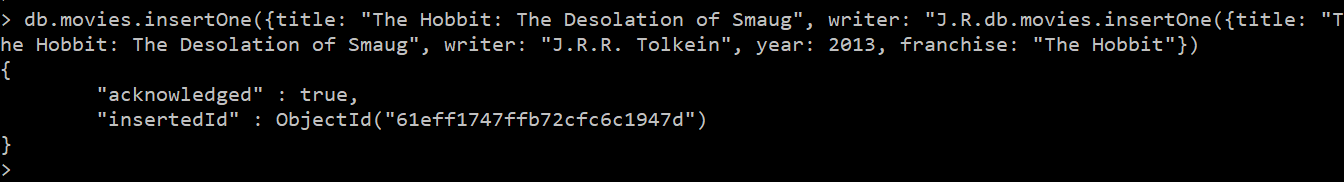 > db.movies.insertOne({title: "The Hobbit: The Desolation of Smaug", writer: "J.R.db.movies.insertOne({title: "T
he Hobbit: The Desolation of Smaug", writer: "J.R.R. Tolkein", year: 2013, franchise: "The Hobbit"})
{
        "acknowledged" : true,
        "insertedId" : ObjectId("61eff1747ffb72cfc6c1947d")
}
>